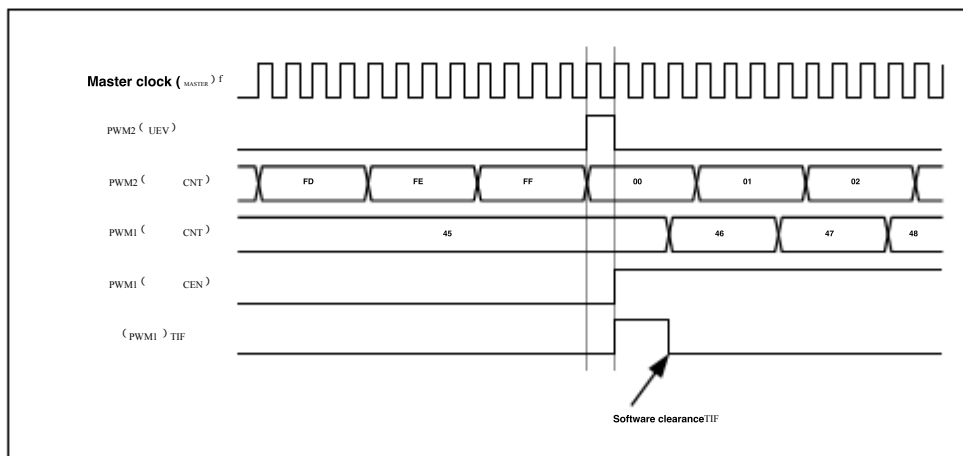 Master clock ( MASTER ) f
PWM2 ( UEV)
PWM2 ( CNT)
FD FE FF 00 01 02
PWM1 ( CNT)
45 46 47 48
PWM1 ( CEN)
(PWM1 ) TIF
Software clearanceTIF